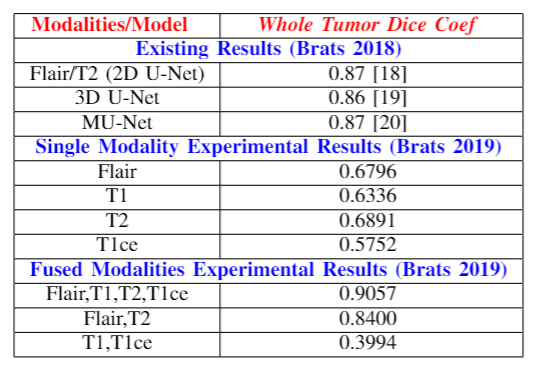 Modalities/Model Whole Tumor Dice Coef
Existing Results (Brats 2018)
Flair/T2 (2D U-Net) 0.87 [18]
3D U-Net 0.86 [19]
MU-Net 0.87 [20]
Single Modality Experimental Results (Brats 2019)
Flair 0.6796
T1 0.6336
T2 0.6891
T1ce 0.5752
Fused Modalities Experimental Results (Brats 2019)
Flair,T1,T2,T1ce 0.9057
Flair,T2 0.8400
T1,T1ce 0.3994